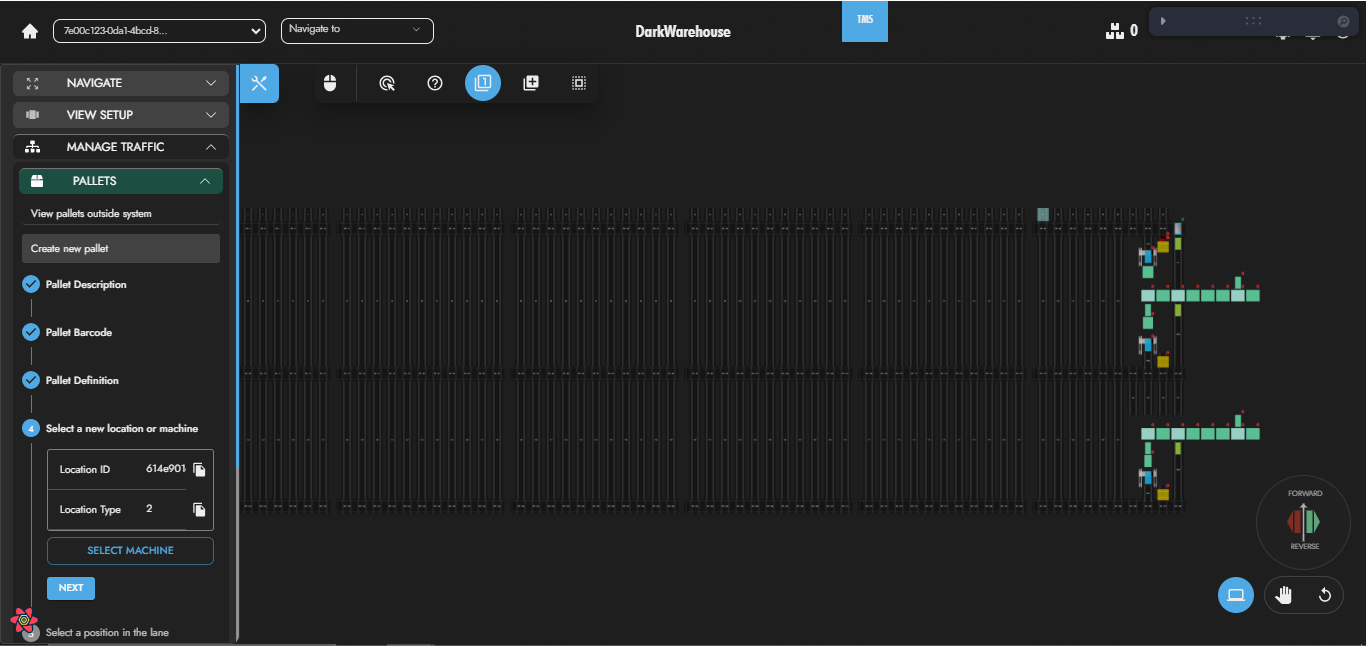 7e00c123-0da1-4bcd-8...
Navigate to
DarkWarehouse
TMS
0
NAVIGATE
VIEW SETUP
MANAGE TRAFFIC
PALLETS
View pallets outside system
Create new pallet
Pallet Description
Pallet Barcode
Pallet Definition
4 Select a new location or machine
Location ID 614e901
Location Type 2
SELECT MACHINE
NEXT
Select a position in the lane
1
FORWARD
REVERSE